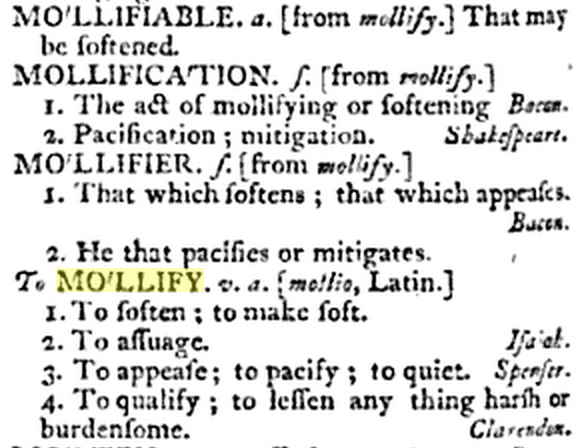 MO'LLIFIABLE. a. [from mollify.] That may
be ſoftened.
MOLLIFICA'TION. ſ. [from mollify.]
1. The act of mollifying or ſoftening Bacon.
2. Pacification ; mitigation. Shakeſpeare.
MO'LLIFIER. ſ. [from mollify.]
1. That which ſoftens ; that which appeaſes.
Bacon.
2. He that pacifies or mitigates.
To MO'LLIFY. v. a. [mollio, Latin.]
1. To ſoften ; to make ſoft.
2. To aſſuage. Iſaiah.
3. To appeaſe ; to pacify ; to quiet. Spenſer.
4. To qualify ; to leſſen any thing harſh or
burdenſome. Clarendon.